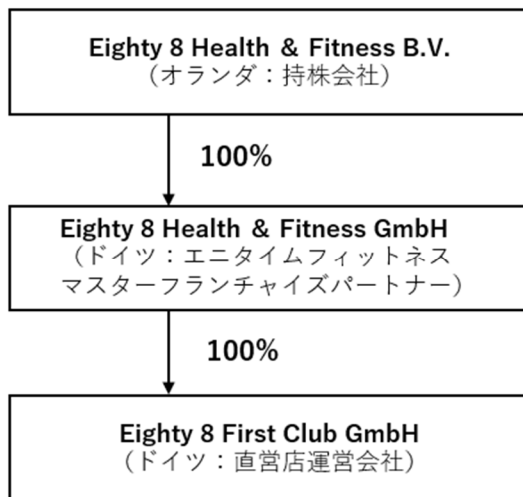 Eighty 8 Health & Fitness B.V.
（オランダ：持株会社）
100%
Eighty 8 Health & Fitness GmbH
（ドイツ：エニタイムフィットネス
マスターフランチャイズパートナー）
100%
Eighty 8 First Club GmbH
（ドイツ：直営店運営会社）